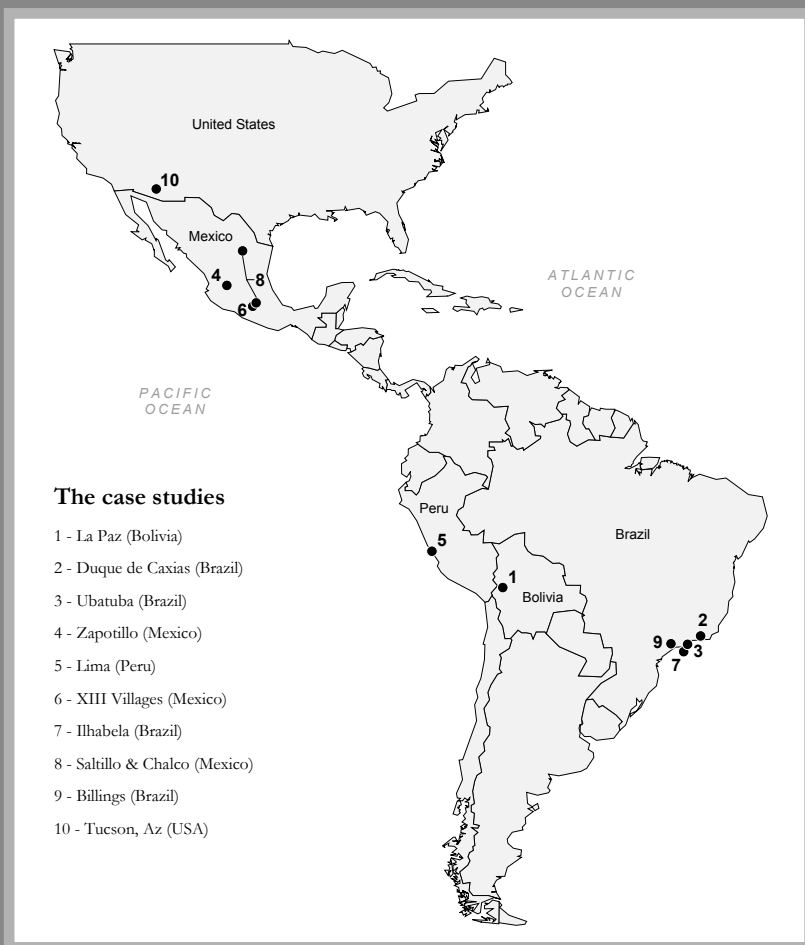 United States
10
Mexico
4
8
6
ATLANTIC
OCEAN
PACIFIC
OCEAN
The case studies
1 - La Paz (Bolivia)
2 - Duque de Caxias (Brazil)
3 - Ubatuba (Brazil)
4 - Zapotillo (Mexico)
5 - Lima (Peru)
6 - XIII Villages (Mexico)
7 - Ilhabela (Brazil)
8 - Saltillo & Chalco (Mexico)
9 - Billings (Brazil)
10 - Tucson, Az (USA)
Peru
5
Brazil
1
Bolivia
2
9
3
7